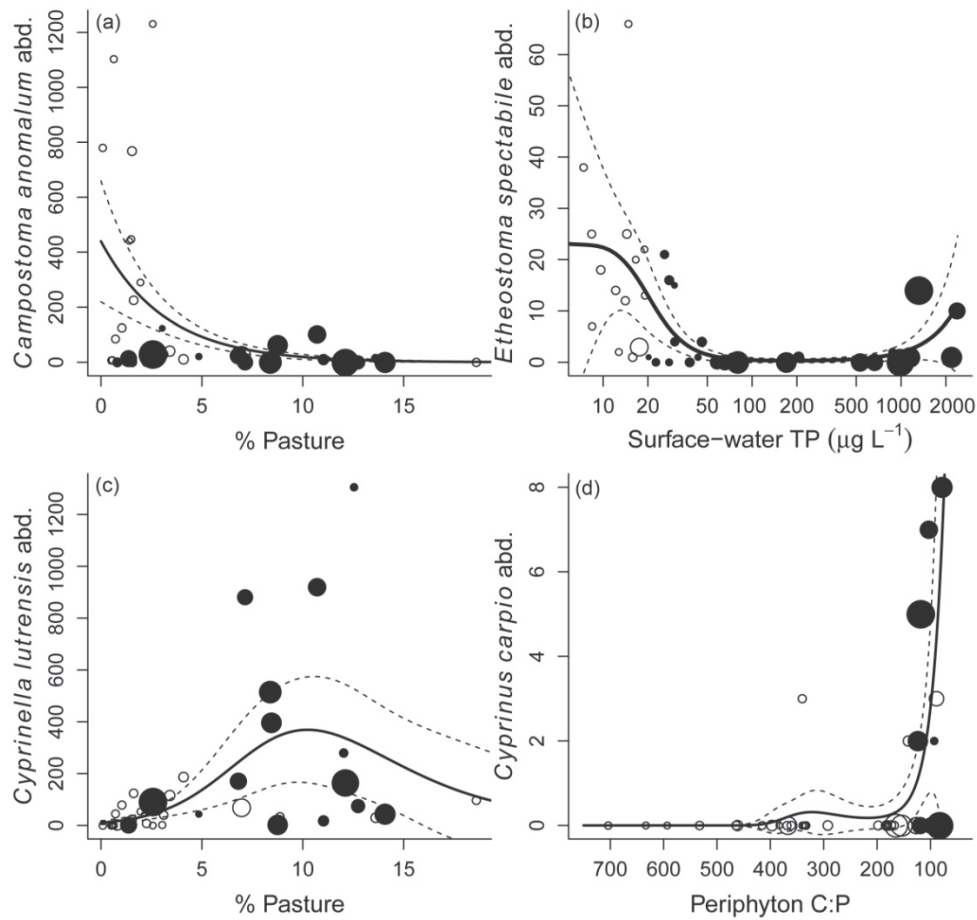 (a)
Campostoma anomalum abd.
0 200 400 600 800 1000 1200
0 5 10 15
% Pasture
(b)
Etheostoma spectabile abd.
0 10 20 30 40 50 60
10 20 50 100 200 500 1000 2000
Surface−water TP (μg L⁻¹)
(c)
Cyprinella lutrensis abd.
0 200 400 600 800 1000 1200
0 5 10 15
% Pasture
(d)
Cyprinus carpio abd.
0 2 4 6 8
700 600 500 400 300 200 100
Periphyton C:P